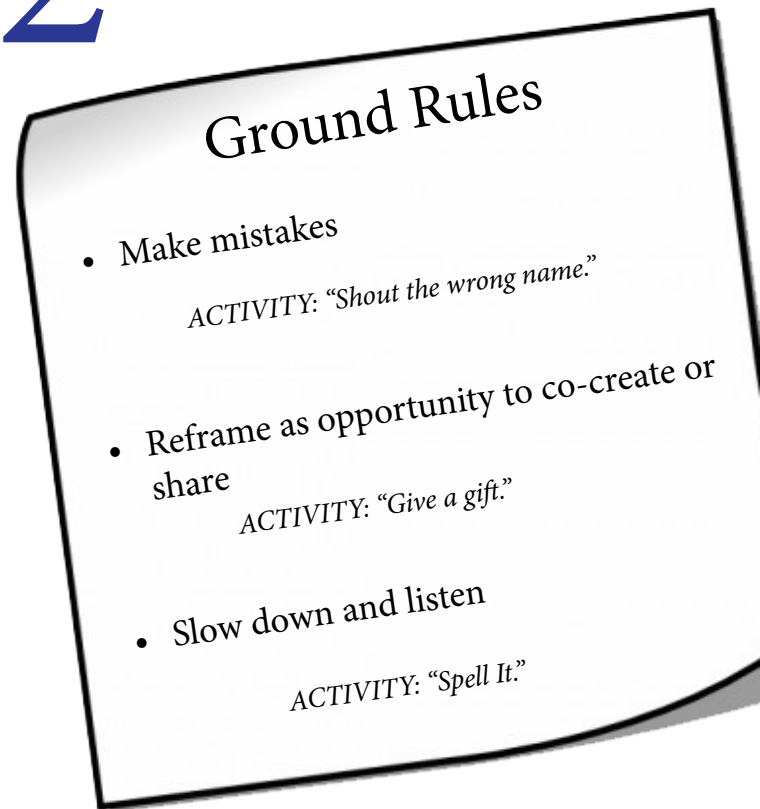 2
Ground Rules
• Make mistakes
ACTIVITY: “Shout the wrong name.”
• Reframe as opportunity to co-create or
share
ACTIVITY: “Give a gift.”
• Slow down and listen
ACTIVITY: “Spell It.”